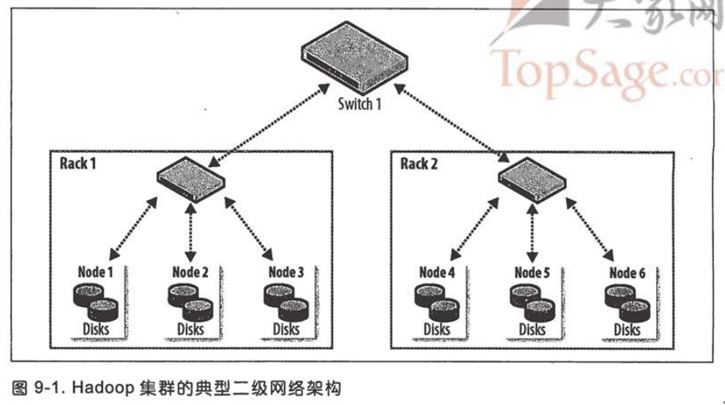 大家网
TopSage.com
Switch 1
Rack 1
Rack 2
Node 1 Node 2 Node 3 Node 4 Node 5 Node 6
Disks Disks Disks Disks Disks Disks
图 9-1. Hadoop 集群的典型二级网络架构